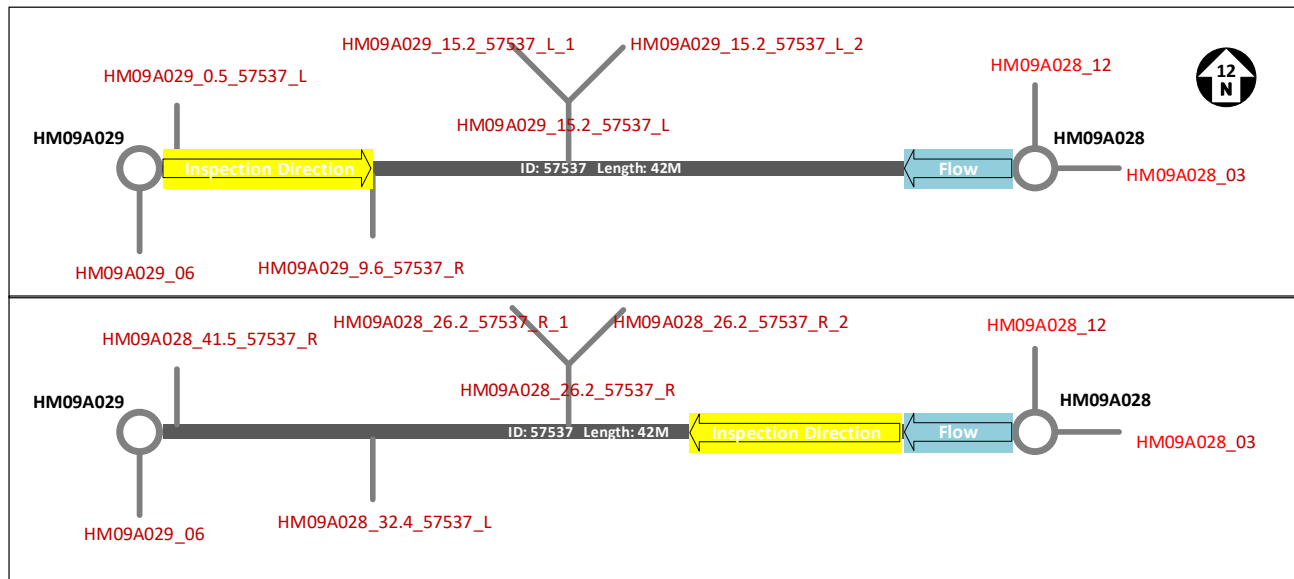 HM09A029_15.2_57537_L_1
HM09A029_15.2_57537_L_2
HM09A029_0.5_57537_L
HM09A028_12
12
N
HM09A029_15.2_57537_L
HM09A029
HM09A028
Inspection Direction
ID: 57537 Length: 42M
Flow
HM09A028_03
HM09A029_06
HM09A029_9.6_57537_R
HM09A028_26.2_57537_R_1
HM09A028_26.2_57537_R_2
HM09A028_12
HM09A028_41.5_57537_R
HM09A028_26.2_57537_R
HM09A029
HM09A028
ID: 57537 Length: 42M
Inspection Direction
Flow
HM09A028_03
HM09A029_06
HM09A028_32.4_57537_L